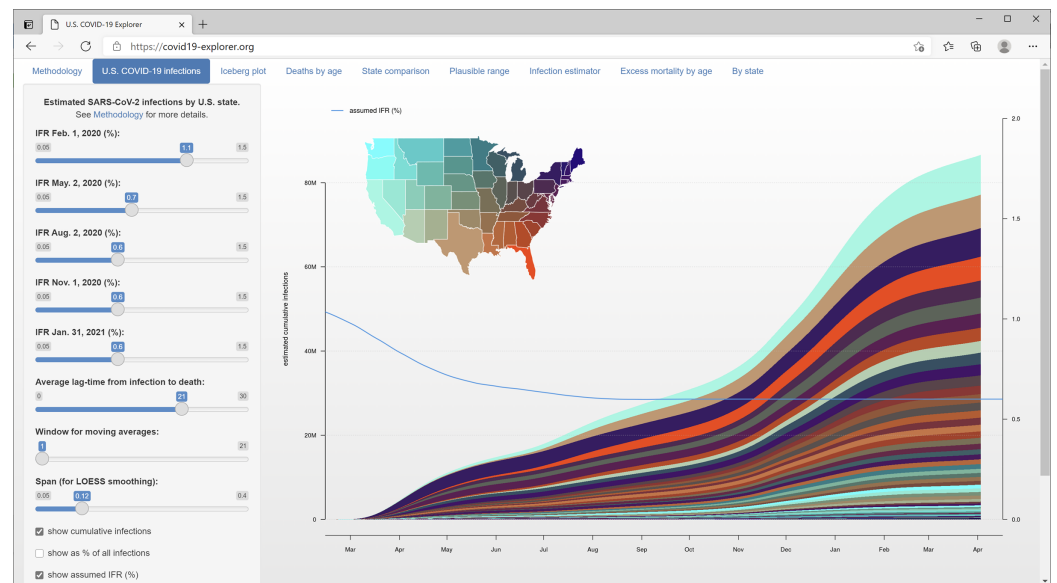 U.S. COVID-19 Explorer
https://covid19-explorer.org
Methodology
U.S. COVID-19 infections
Iceberg plot
Deaths by age
State comparison
Plausible range
Infection estimator
Excess mortality by age
By state
Estimated SARS-CoV-2 infections by U.S. state.
See Methodology for more details.
IFR Feb. 1, 2020 (%):
0.05 1.1 1.5
IFR May. 2, 2020 (%):
0.05 0.7 1.5
IFR Aug. 2, 2020 (%):
0.05 0.6 1.5
IFR Nov. 1, 2020 (%):
0.05 0.6 1.5
IFR Jan. 31, 2021 (%):
0.05 0.6 1.5
Average lag-time from infection to death:
0 21 30
Window for moving averages:
1 21
Span (for LOESS smoothing):
0.05 0.12 0.4
show cumulative infections
show as % of all infections
show assumed IFR (%)
assumed IFR (%)
estimated cumulative infections
80M
60M
40M
20M
0
2.0
1.5
1.0
0.5
0.0
Mar Apr May Jun Jul Aug Sep Oct Nov Dec Jan Feb Mar Apr